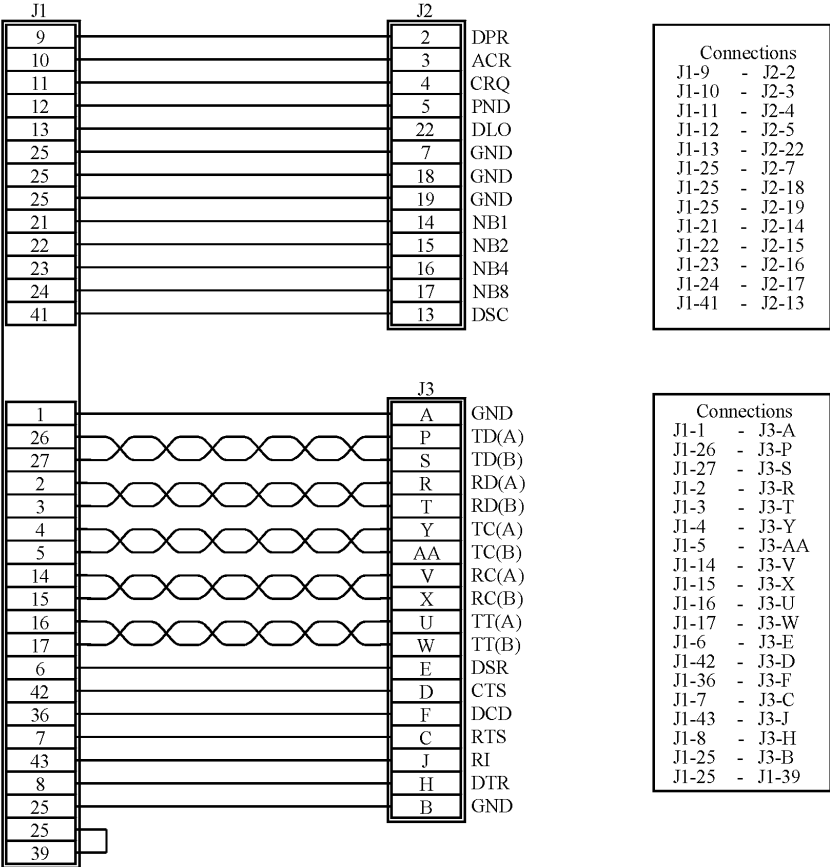 J1 J2
9 2 DPR
10 3 ACR
11 4 CRQ
12 5 PND
13 22 DLO
25 7 GND
25 18 GND
25 19 GND
21 14 NB1
22 15 NB2
23 16 NB4
24 17 NB8
41 13 DSC
Connections
J1-9 - J2-2
J1-10 - J2-3
J1-11 - J2-4
J1-12 - J2-5
J1-13 - J2-22
J1-25 - J2-7
J1-25 - J2-18
J1-25 - J2-19
J1-21 - J2-14
J1-22 - J2-15
J1-23 - J2-16
J1-24 - J2-17
J1-41 - J2-13
J3
1 A GND
26 P TD(A)
27 S TD(B)
2 R RD(A)
3 T RD(B)
4 Y TC(A)
5 AA TC(B)
14 V RC(A)
15 X RC(B)
16 U TT(A)
17 W TT(B)
6 E DSR
42 D CTS
36 F DCD
7 C RTS
43 J RI
8 H DTR
25 B GND
25
39
Connections
J1-1 - J3-A
J1-26 - J3-P
J1-27 - J3-S
J1-2 - J3-R
J1-3 - J3-T
J1-4 - J3-Y
J1-5 - J3-AA
J1-14 - J3-V
J1-15 - J3-X
J1-16 - J3-U
J1-17 - J3-W
J1-6 - J3-E
J1-42 - J3-D
J1-36 - J3-F
J1-7 - J3-C
J1-43 - J3-J
J1-8 - J3-H
J1-25 - J3-B
J1-25 - J1-39